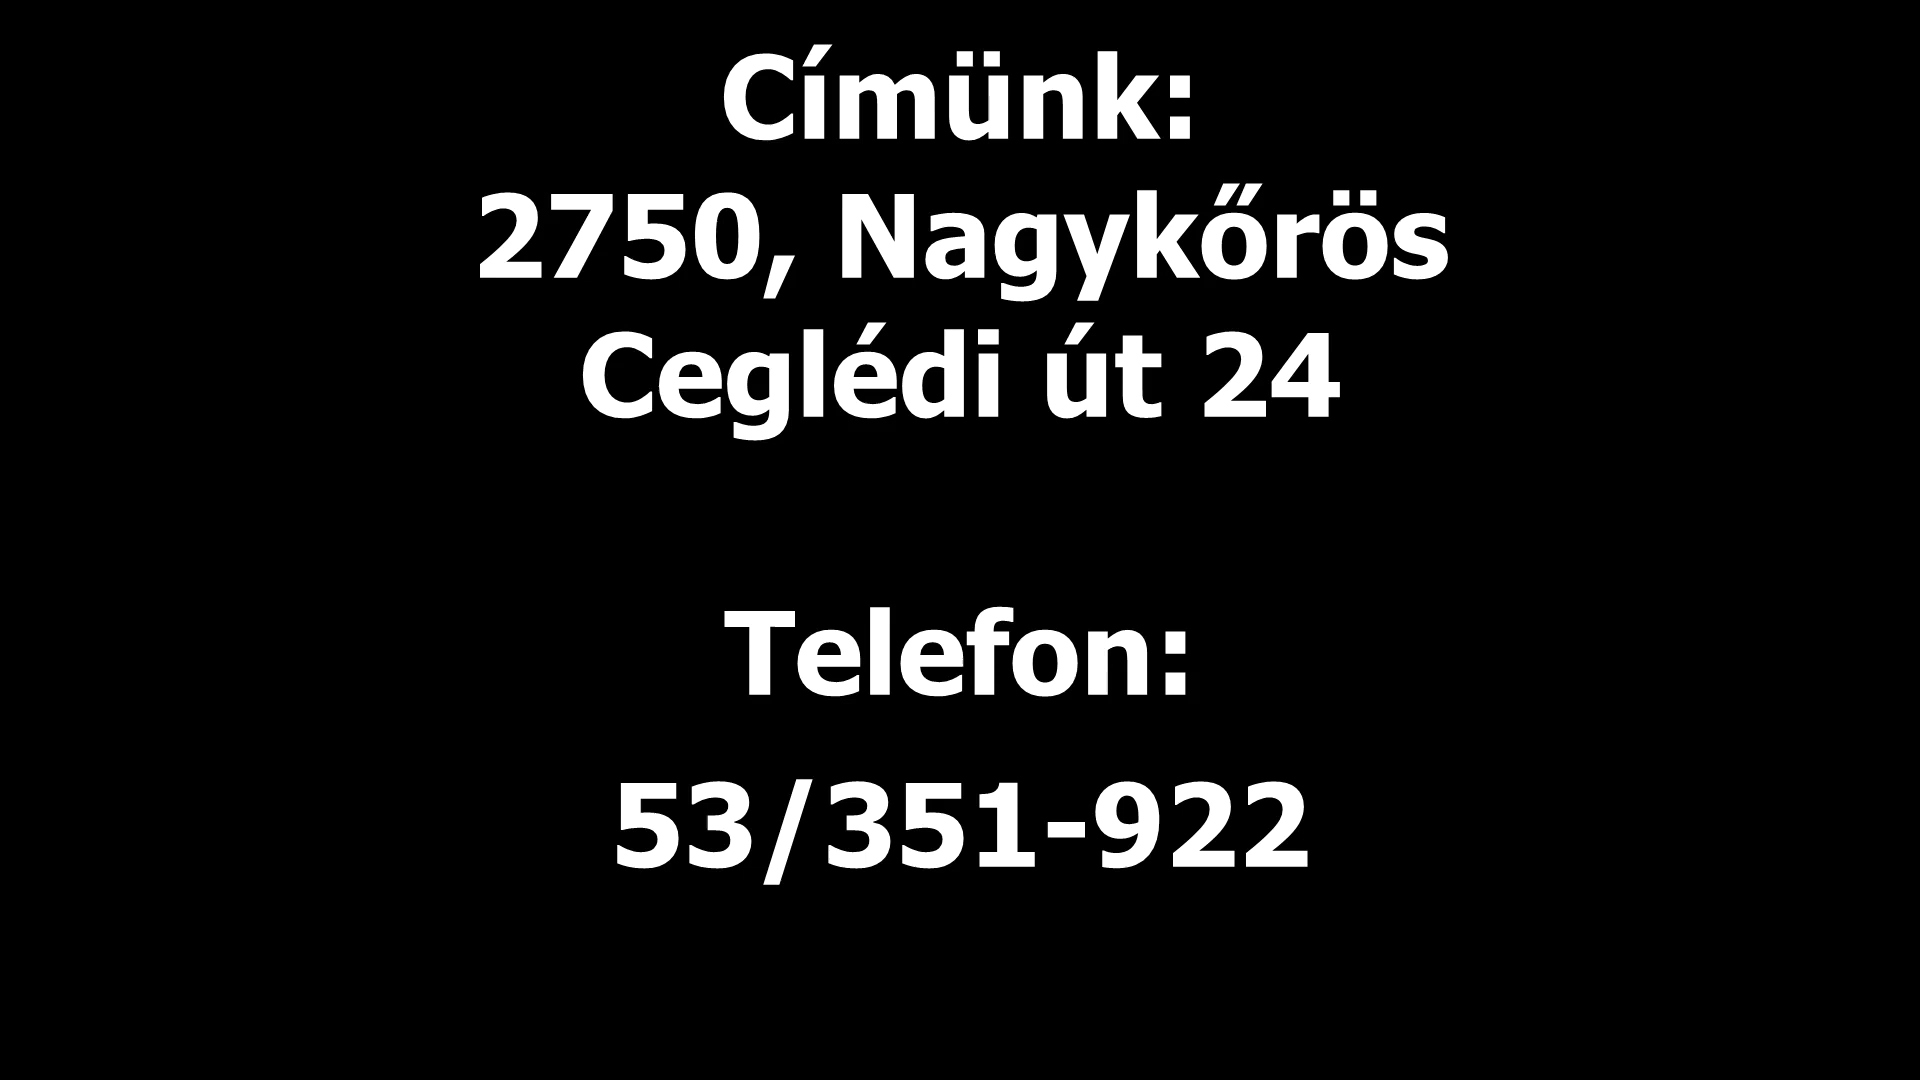 Címünk:
2750, Nagykőrös
Ceglédi út 24
Telefon:
53/351-922